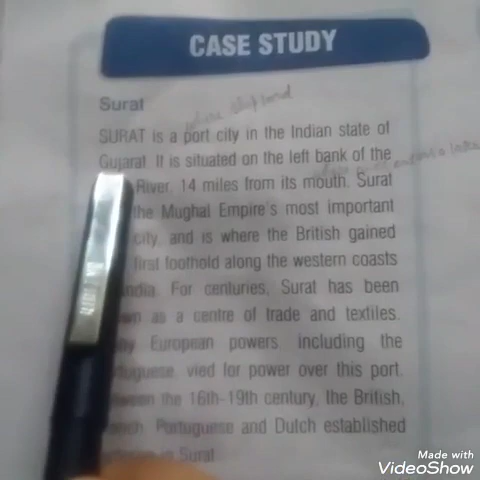 CASE STUDY
Surat
where ship
SURAT is a port city in the Indian state of
Gujarat. It is situated on the left bank of the
River, 14 miles from its mouth. Surat
the Mughal Empire's most important
city, and is where the British gained
first foothold along the western coasts
India. For centuries, Surat has been
as a centre of trade and textiles.
European powers, including the
vied for power over this port.
the 16th-19th century, the British,
Portuguese and Dutch established
in Surat
Made with
VideoShow